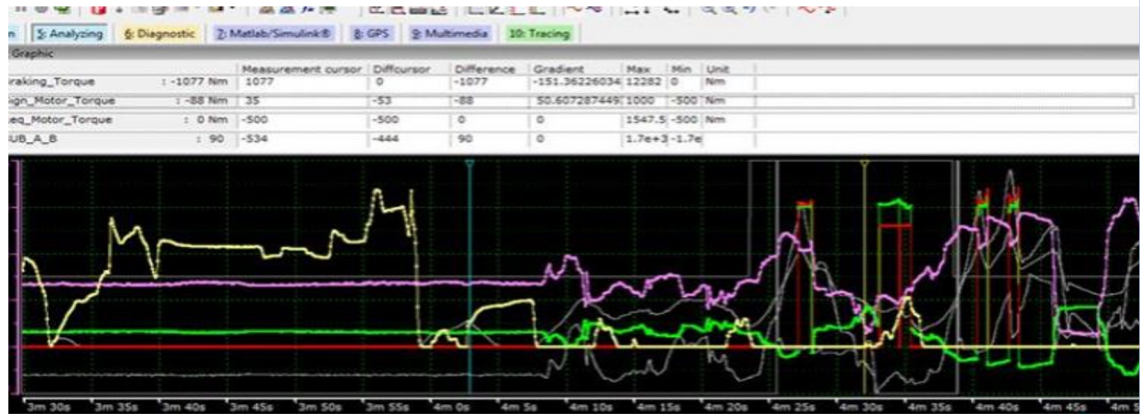 n 5: Analyzing 6: Diagnostic 7: Matlab/Simulink® 8: GPS 9: Multimedia 10: Tracing
Graphic
Measurement cursor Diffcursor Difference Gradient Max Min Unit
raking_Torque : -1077 Nm 1077 0 -1077 -151.36226034 12282 0 Nm
ign_Motor_Torque : -88 Nm 35 -53 -88 50.607287449 1000 -500 Nm
eq_Motor_Torque : 0 Nm -500 -500 0 0 1547.5 -500 Nm
UB_A_B : 90 -534 -444 90 0 1.7e+3 -1.7e
3m 30s 3m 35s 3m 40s 3m 45s 3m 50s 3m 55s 4m 0s 4m 5s 4m 10s 4m 15s 4m 20s 4m 25s 4m 30s 4m 35s 4m 40s 4m 45s 4m